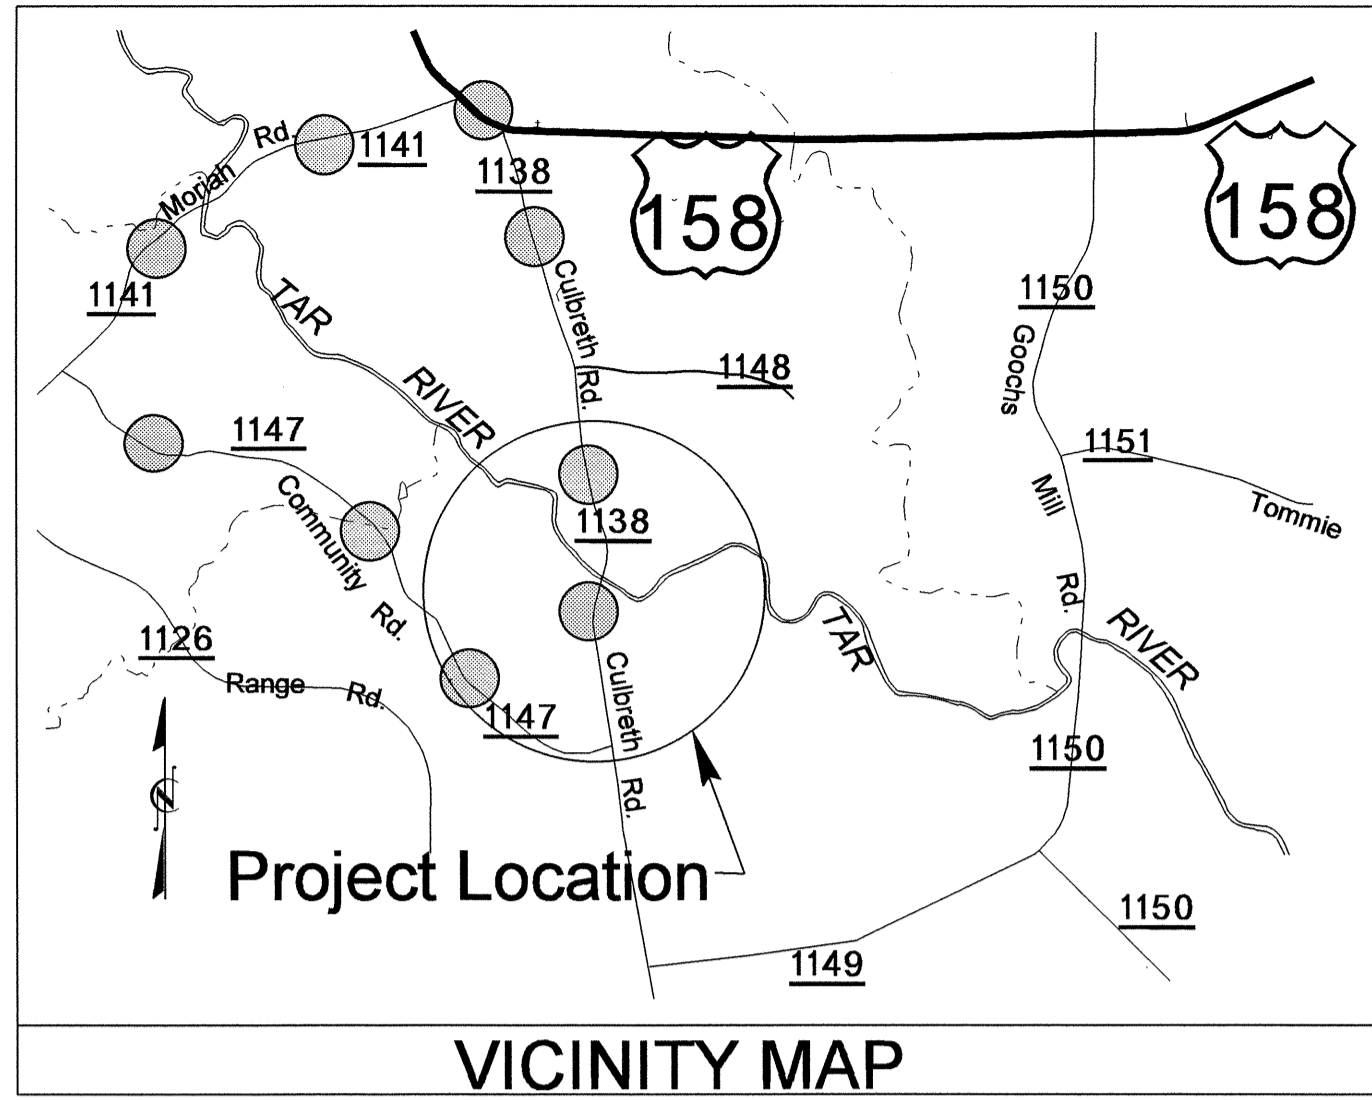 Moriah Rd.
1141
1138
158
158
1141
TAR RIVER
Culbreth Rd.
1150
Goochs Mill Rd.
1148
1147
1151
Tommie
Community Rd.
1138
1126
Range Rd.
1147
Culbreth Rd.
TAR RIVER
1150
N
Project Location
1150
1149
VICINITY MAP